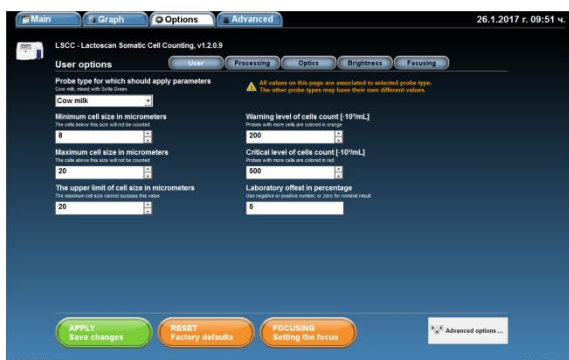 Main
Graph
Options
Advanced
26.1.2017 г. 09:51 ч.
LSCC - Lactoscan Somatic Cell Counting, v1.2.0.9
User options
User
Processing
Optics
Brightness
Focusing
Probe type for which should apply parameters
Cow milk, mixed with Sofia Green
Cow milk
All values on this page are associated to selected probe type.
The other probe types may have their own different values.
Minimum cell size in micrometers
The cells below this size will not be counted
8
Warning level of cells count [·10³/mL]
Probes with more cells are colored in orange
200
Maximum cell size in micrometers
The cells above this size will not be counted
20
Critical level of cells count [·10³/mL]
Probes with more cells are colored in red
500
The upper limit of cell size in micrometers
The maximum cell size cannot surpass this value
20
Laboratory offest in percentage
Use negative or positive number, or zero for nominal result
5
APPLY
Save changes
RESET
Factory defaults
FOCUSING
Setting the focus
Advanced options ...